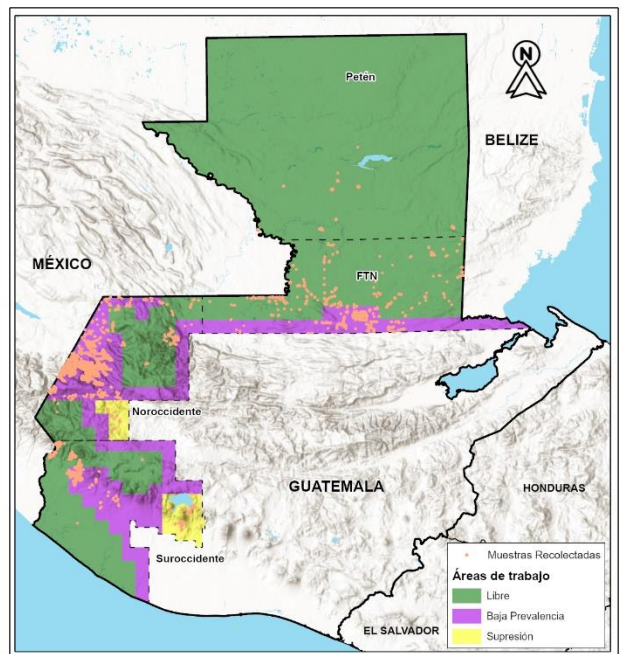 N
Petén
BELIZE
MÉXICO
FTN
Noroccidente
GUATEMALA
HONDURAS
Suroccidente
EL SALVADOR
Muestras Recolectadas
Áreas de trabajo
Libre
Baja Prevalencia
Supresión